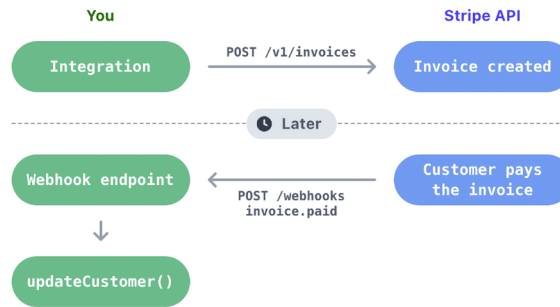 You
Stripe API
Integration
POST /v1/invoices
Invoice created
Later
Webhook endpoint
POST /webhooks
invoice.paid
Customer pays
the invoice
updateCustomer()